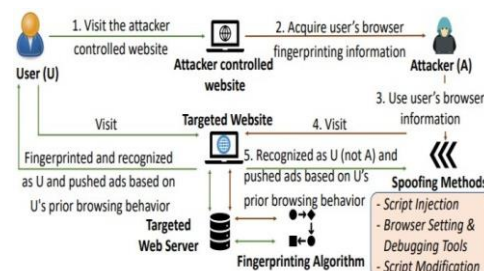 1. Visit the attacker
controlled website
2. Acquire user's browser
fingerprinting information
User (U)
Attacker controlled
website
Attacker (A)
3. Use user's browser
information
Visit
Targeted Website
4. Visit
Fingerprinted and recognized
as U and pushed ads based on
U's prior browsing behavior
5. Recognized as U (not A) and
pushed ads based on U's
prior browsing behavior
Spoofing Methods
Targeted
Web Server
Fingerprinting Algorithm
- Script Injection
- Browser Setting &
Debugging Tools
- Script Modification